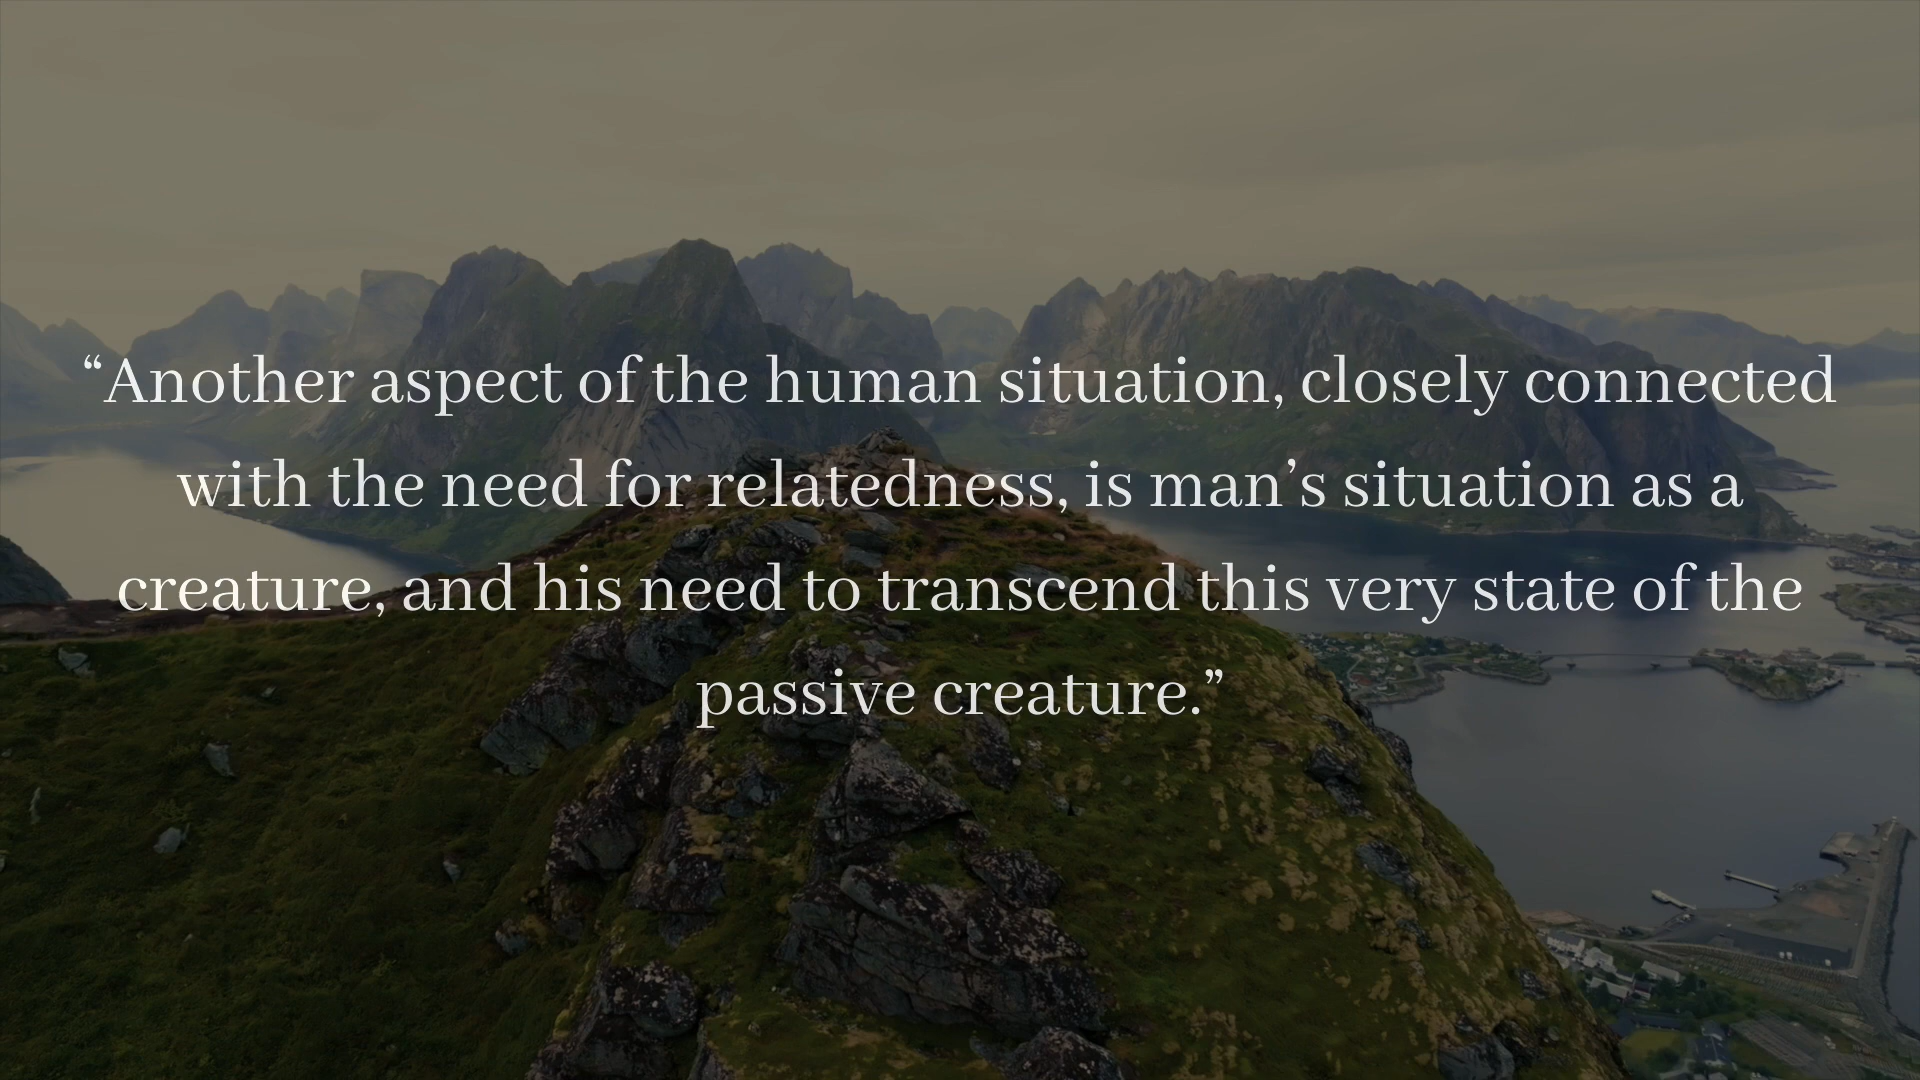 “Another aspect of the human situation, closely connected
with the need for relatedness, is man’s situation as a
creature, and his need to transcend this very state of the
passive creature.”